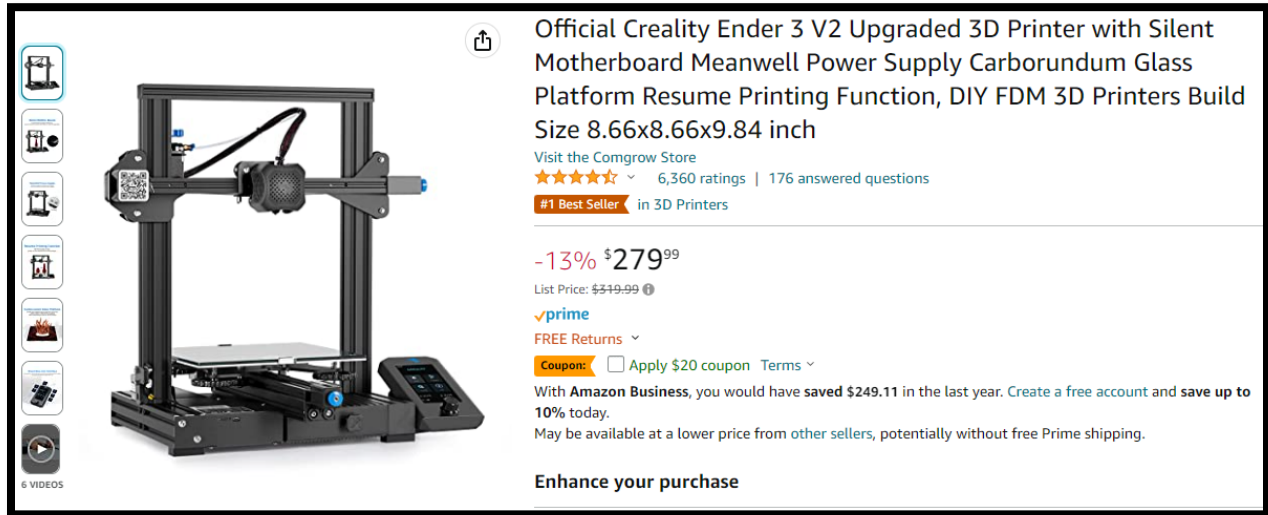 Official Creality Ender 3 V2 Upgraded 3D Printer with Silent
Motherboard Meanwell Power Supply Carborundum Glass
Platform Resume Printing Function, DIY FDM 3D Printers Build
Size 8.66x8.66x9.84 inch
Visit the Comgrow Store
6,360 ratings | 176 answered questions
#1 Best Seller in 3D Printers
-13% $27999
List Price: $319.99
prime
FREE Returns
Coupon: Apply $20 coupon Terms
With Amazon Business, you would have saved $249.11 in the last year. Create a free account and save up to
10% today.
May be available at a lower price from other sellers, potentially without free Prime shipping.
Enhance your purchase
6 VIDEOS